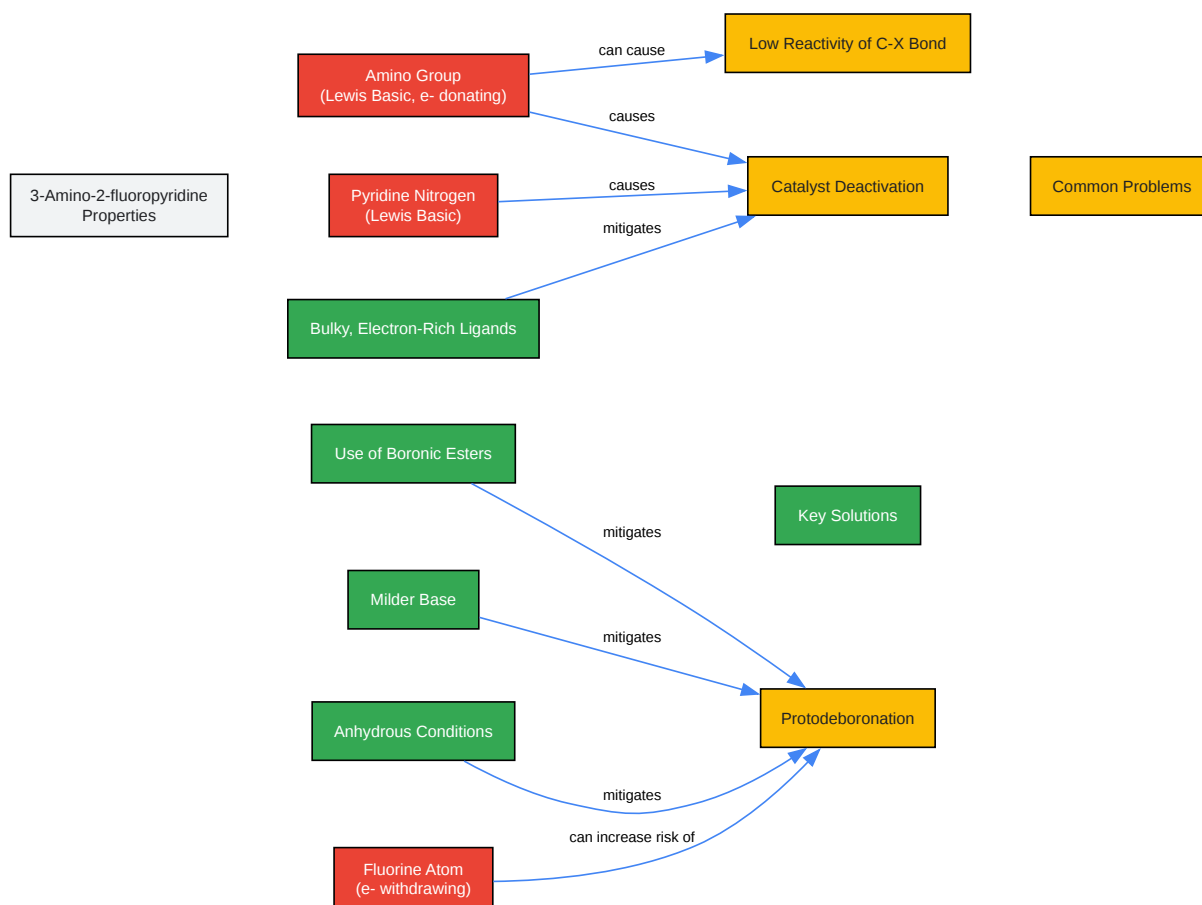 Low Reactivity of C-X Bond
can cause
Amino Group
(Lewis Basic, e- donating)
causes
3-Amino-2-fluoropyridine
Properties
Pyridine Nitrogen
(Lewis Basic)
causes
Catalyst Deactivation
Common Problems
mitigates
Bulky, Electron-Rich Ligands
Use of Boronic Esters
mitigates
Key Solutions
Milder Base
mitigates
Protodeboronation
Anhydrous Conditions
mitigates
can increase risk of
Fluorine Atom
(e- withdrawing)